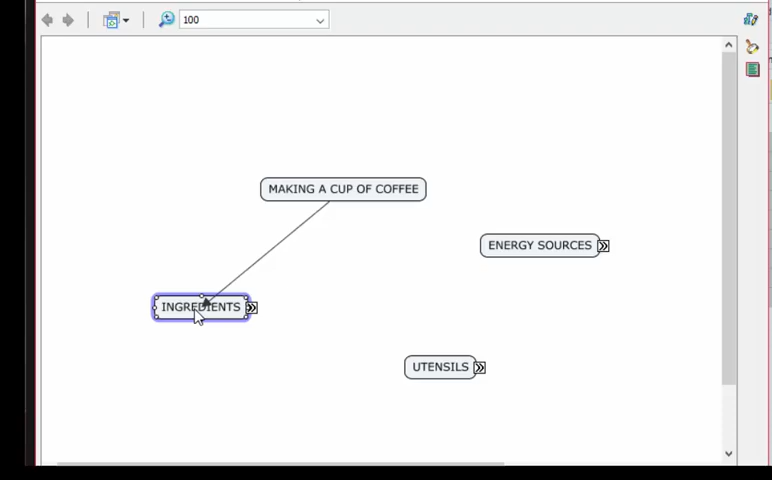 100
MAKING A CUP OF COFFEE
ENERGY SOURCES
INGREDIENTS
UTENSILS